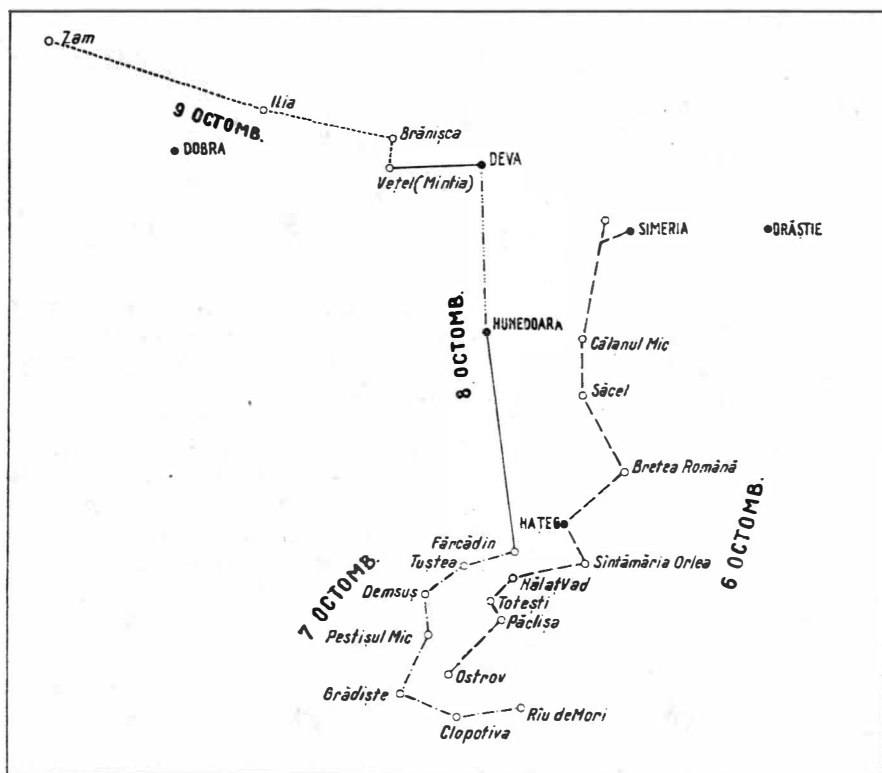 Zam
Ilia
9 OCTOMB.
Brănișca
DOBRA
DEVA
Vețel (Mintia)
SIMERIA
ORĂȘTIE
HUNEDOARA
8 OCTOMB.
Călanul Mic
Săcel
Bretea Română
HATEG
6 OCTOMB.
Fărcădin
Tuștea
Sîntămăria Orlea
Nălațvad
7 OCTOMB.
Demsuș
Totești
Păclișa
Pestișul Mic
Ostrov
Grădiște
Rîu de Mori
Clopotiva